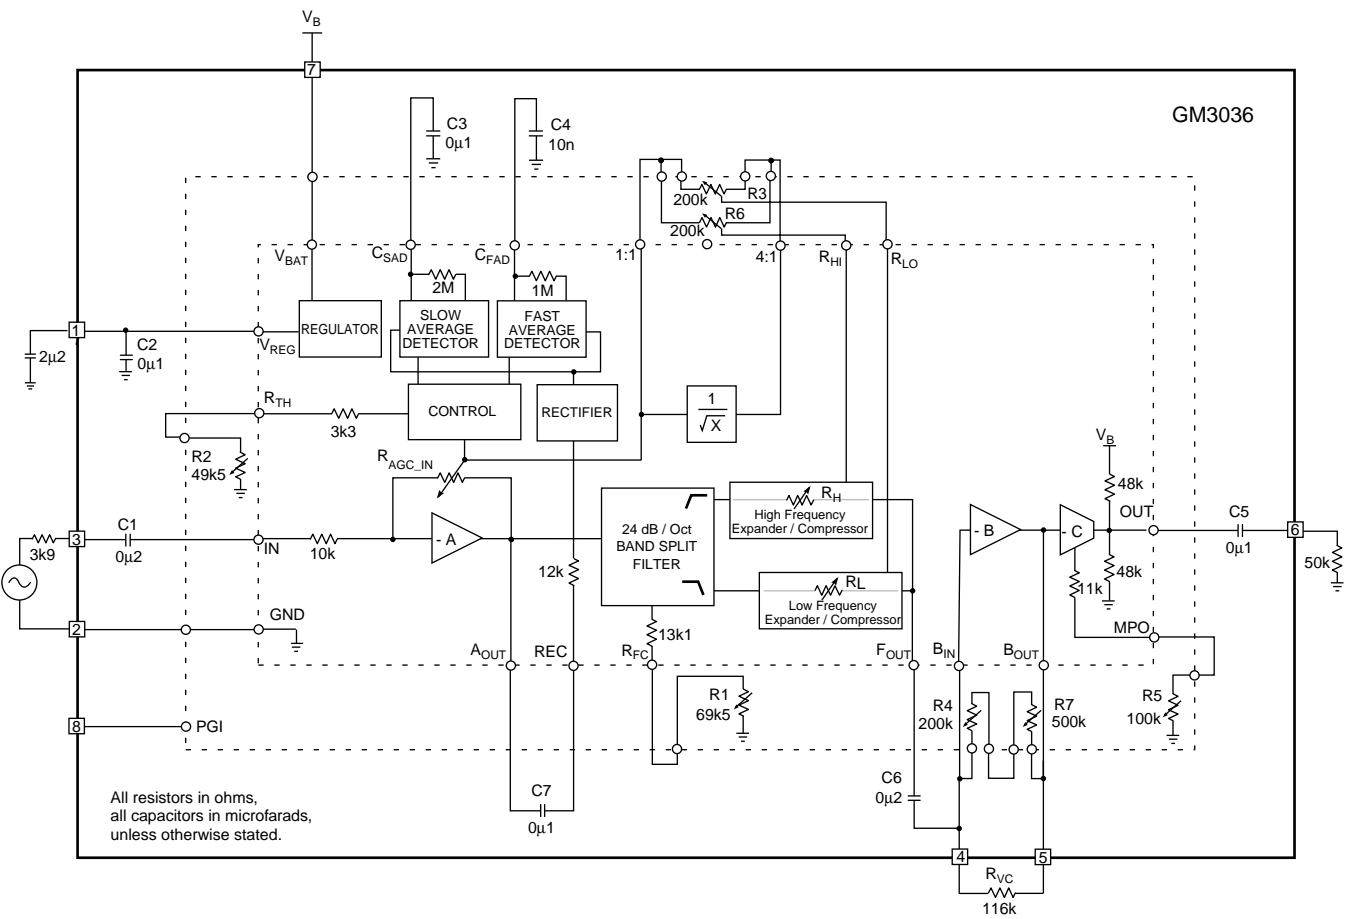 VB
7
GM3036
C3
0µ1
C4
10n
200k
R3
R6
200k
VBAT
CSAD
CFAD
1:1
4:1
RHI
RLO
2M
1M
REGULATOR
SLOW
AVERAGE
DETECTOR
FAST
AVERAGE
DETECTOR
1
2µ2
C2
0µ1
VREG
RTH
3k3
CONTROL
RECTIFIER
1
√X
R2
49k5
RAGC_IN
VB
48k
RH
High Frequency
Expander / Compressor
3
C1
0µ2
IN
10k
- A
24 dB / Oct
BAND SPLIT
FILTER
- B
- C
OUT
C5
0µ1
6
3k9
12k
50k
48k
11k
RL
Low Frequency
Expander / Compressor
2
GND
13k1
MPO
AOUT
REC
RFC
FOUT
BIN
BOUT
R1
69k5
R4
200k
R7
500k
R5
100k
8
PGI
C6
0µ2
C7
0µ1
All resistors in ohms,
all capacitors in microfarads,
unless otherwise stated.
4
5
RVC
116k